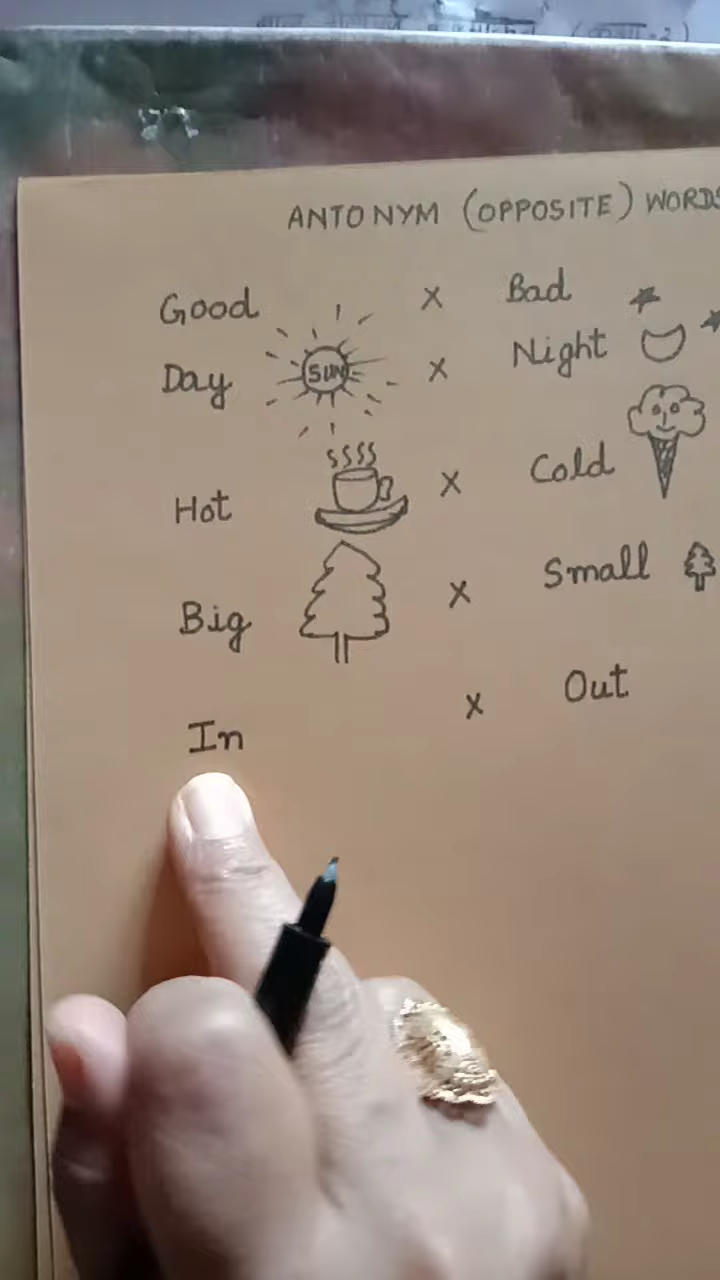 ANTONYM (OPPOSITE) WORDS
Good x Bad
Day SUN x Night
Hot x Cold
Big x Small
In x Out